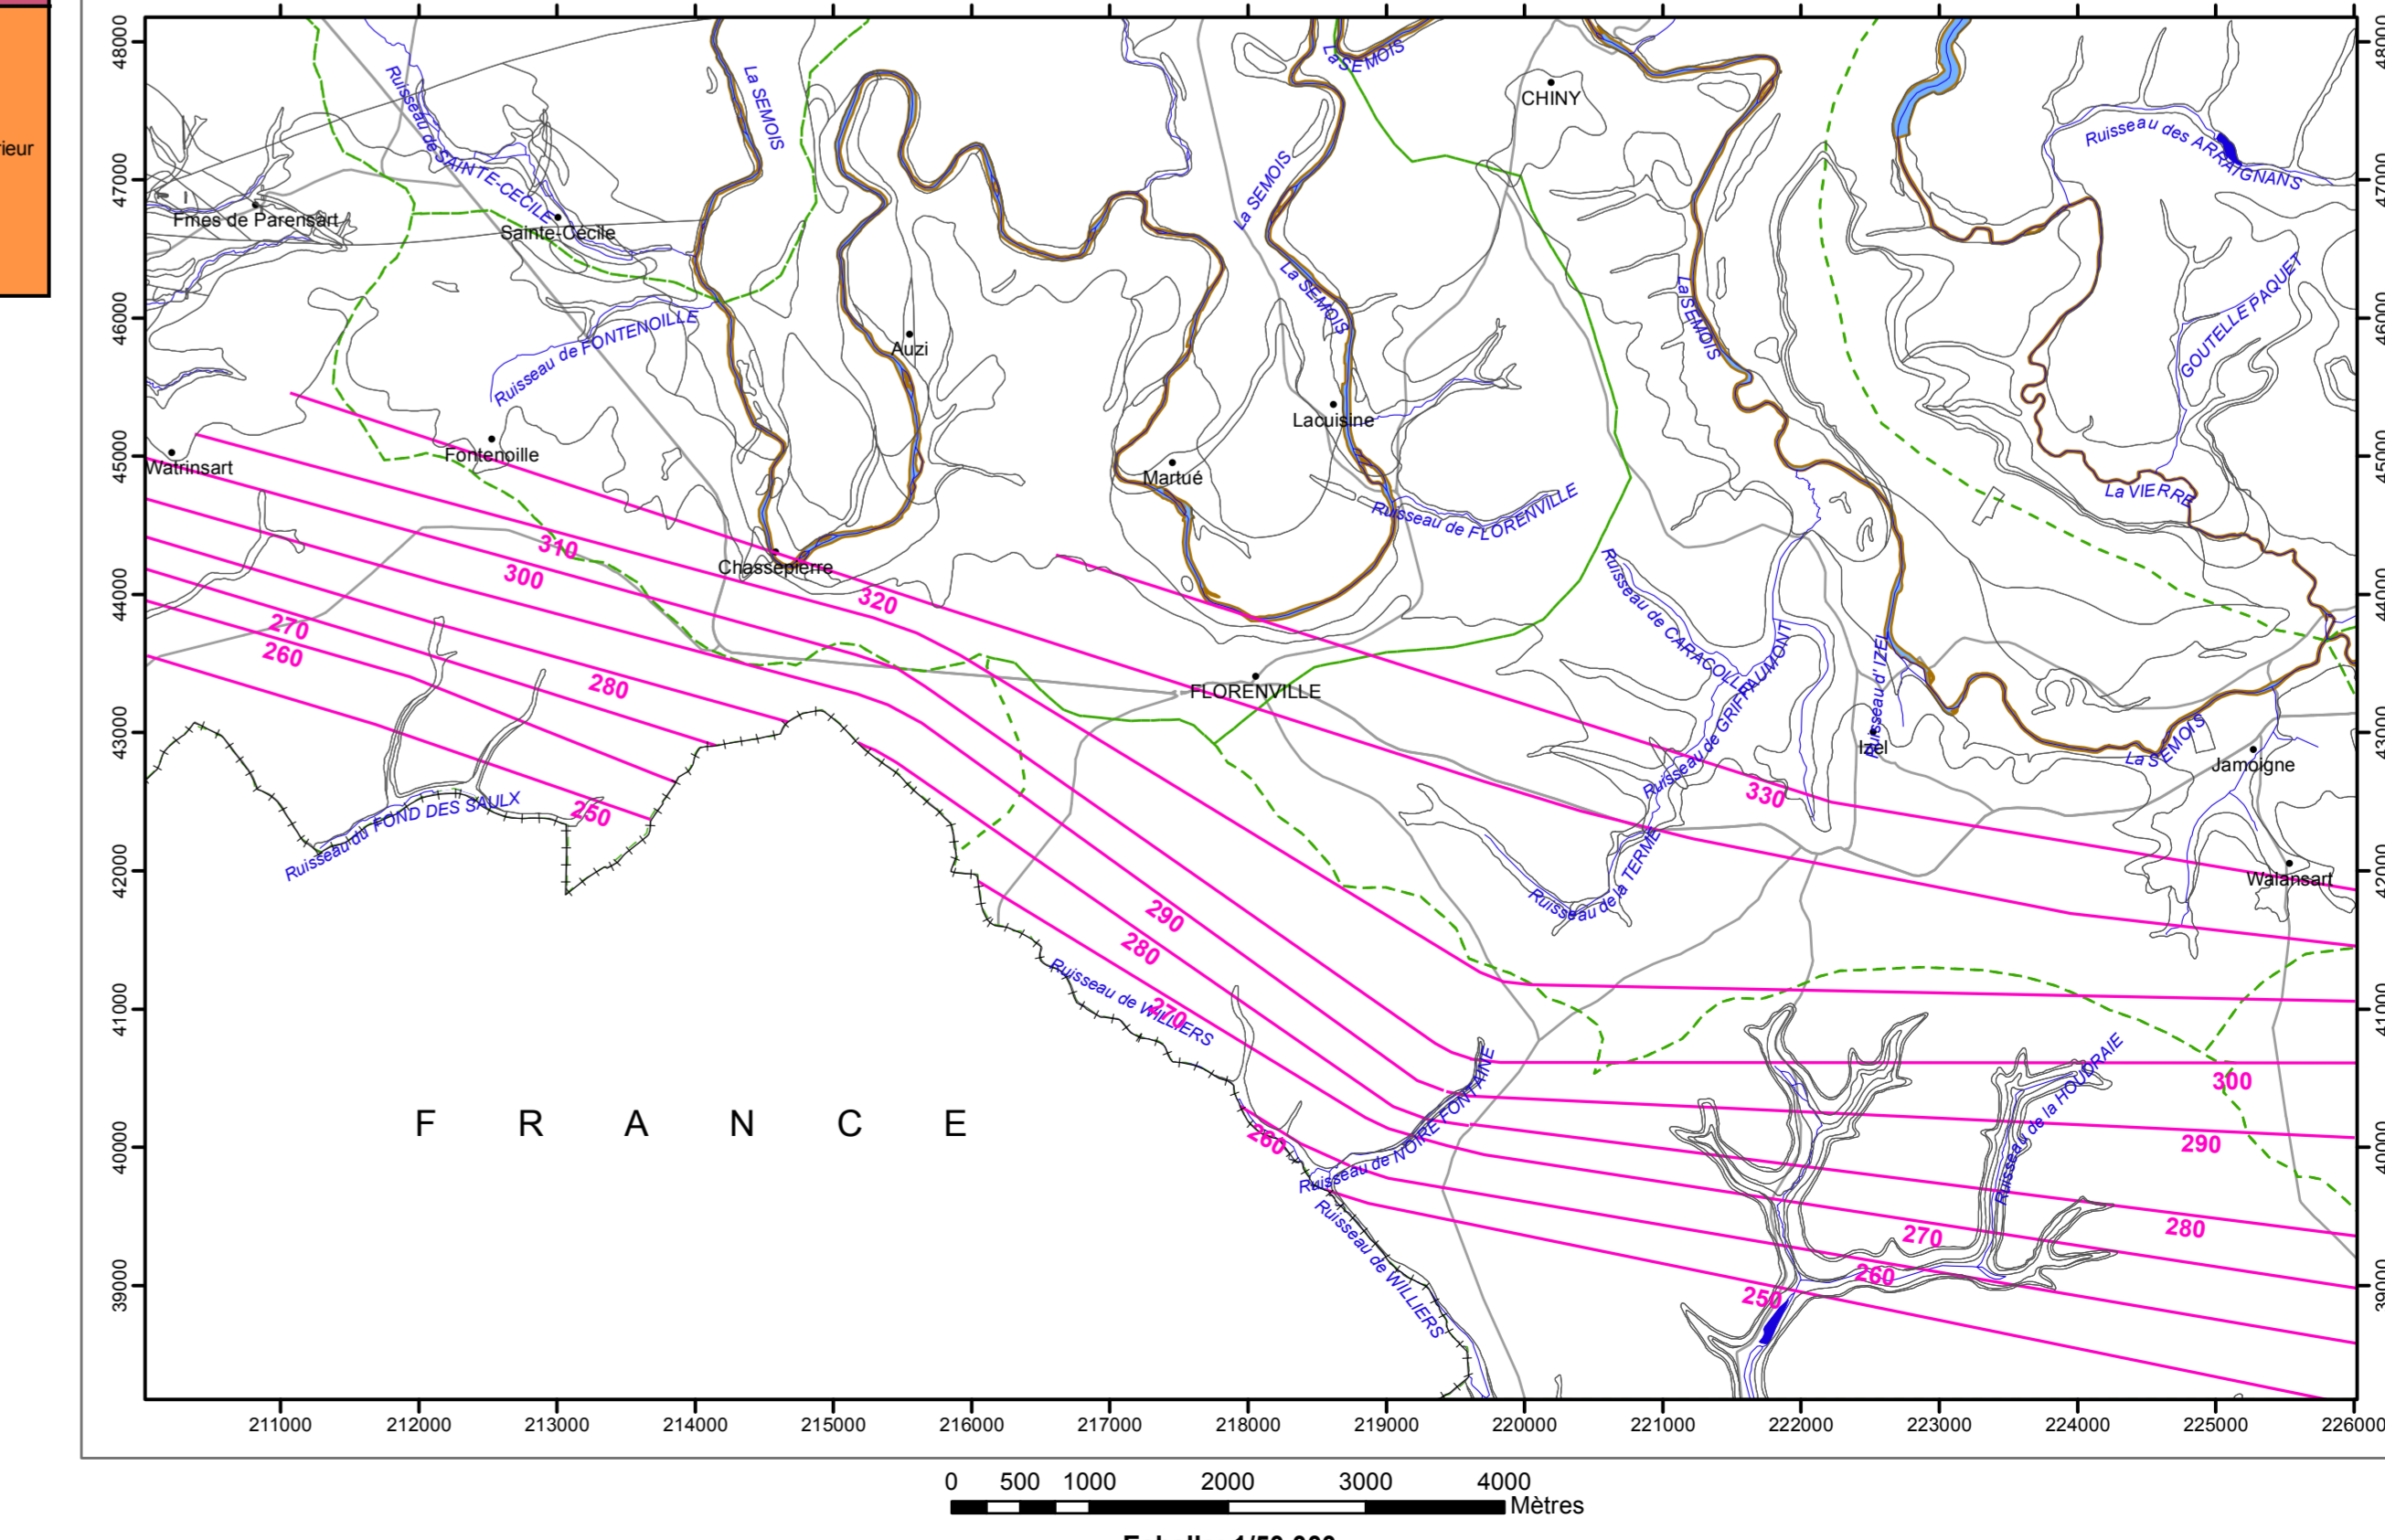 rieur
48000
47000
46000
45000
44000
43000
42000
41000
40000
39000
La SEMOIS
La SEMOIS
CHINY
Ruisseau de SAINTE-CECILE
Ruisseau des ARRAIGNANS
Fmes de Parensart
Sainte-Cécile
La SEMOIS
La SEMOIS
La SEMOIS
GOUTELLE PAQUET
Ruisseau de FONTENOILLE
Auzi
Lacuisine
Watrinsart
Fontenoille
Martué
La VIERRE
Ruisseau de FLORENVILLE
310
300
Chassepierre
320
Ruisseau de CARACOLLE
Ruisseau de GRIPPAUMONT
Ruisseau d'IZEL
270
260
280
FLORENVILLE
Izel
La SEMOIS
Jamoigne
330
250
Ruisseau du FOND DES SAULX
Ruisseau de la TERME
Walansart
290
280
270
Ruisseau de WILLIERS
300
Ruisseau de la HOUDRAIE
F R A N C E
260
290
Ruisseau de NOIRE FONTAINE
Ruisseau de WILLIERS
270
280
260
250
211000 212000 213000 214000 215000 216000 217000 218000 219000 220000 221000 222000 223000 224000 225000
0 500 1000 2000 3000 4000
Mètres